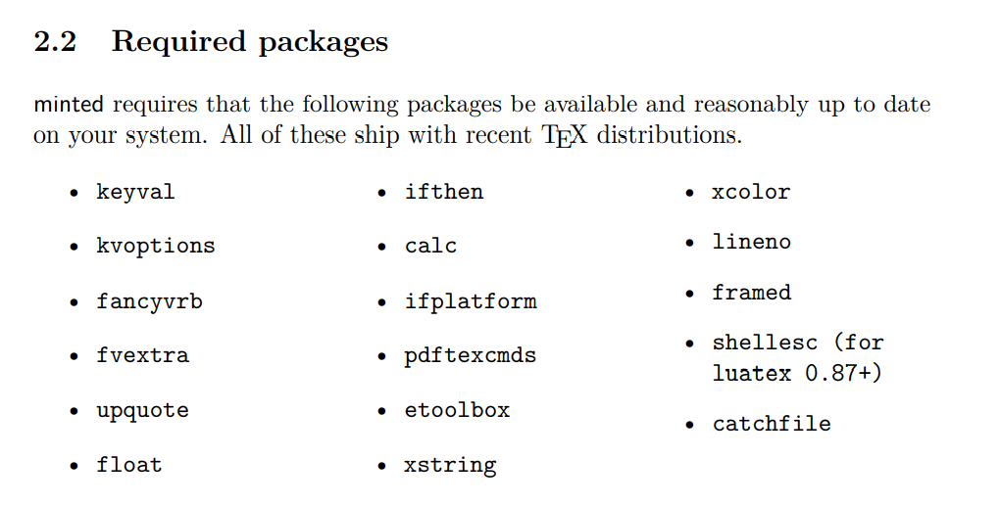 2.2 Required packages
minted requires that the following packages be available and reasonably up to date
on your system. All of these ship with recent TEX distributions.
• keyval
• kvoptions
• fancyvrb
• fvextra
• upquote
• float
• ifthen
• calc
• ifplatform
• pdftexcmds
• etoolbox
• xstring
• xcolor
• lineno
• framed
• shellesc (for
luatex 0.87+)
• catchfile